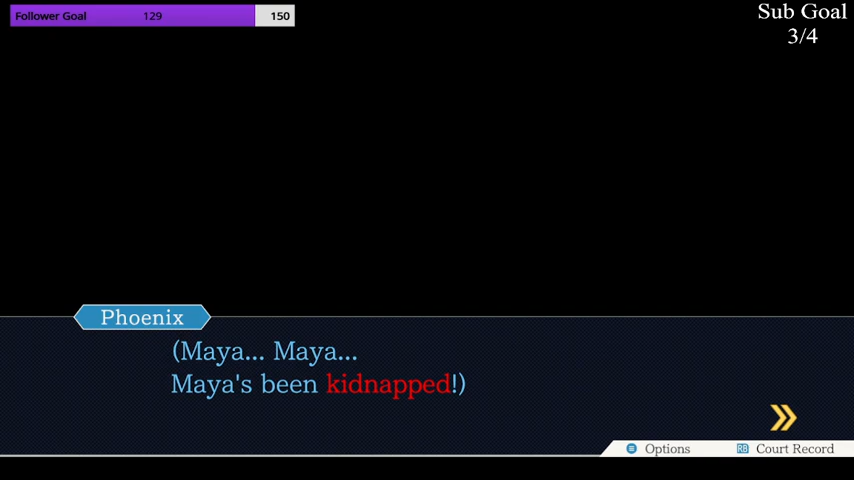 Follower Goal 129 150
Sub Goal
3/4
Phoenix
(Maya... Maya...
Maya's been kidnapped!)
Options RB Court Record